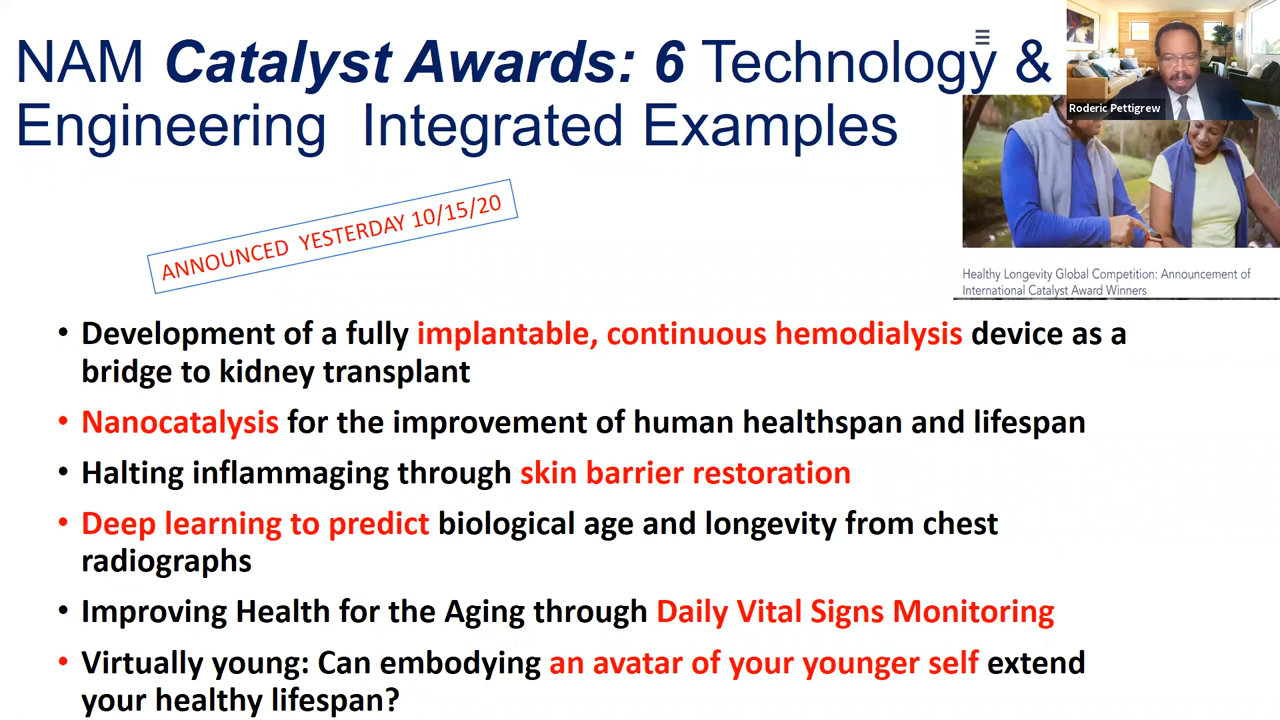 NAM Catalyst Awards: 6 Technology &
Engineering Integrated Examples
Roderic Pettigrew
ANNOUNCED YESTERDAY 10/15/20
Healthy Longevity Global Competition: Announcement of
International Catalyst Award Winners
• Development of a fully implantable, continuous hemodialysis device as a
bridge to kidney transplant
• Nanocatalysis for the improvement of human healthspan and lifespan
• Halting inflammaging through skin barrier restoration
• Deep learning to predict biological age and longevity from chest
radiographs
• Improving Health for the Aging through Daily Vital Signs Monitoring
• Virtually young: Can embodying an avatar of your younger self extend
your healthy lifespan?